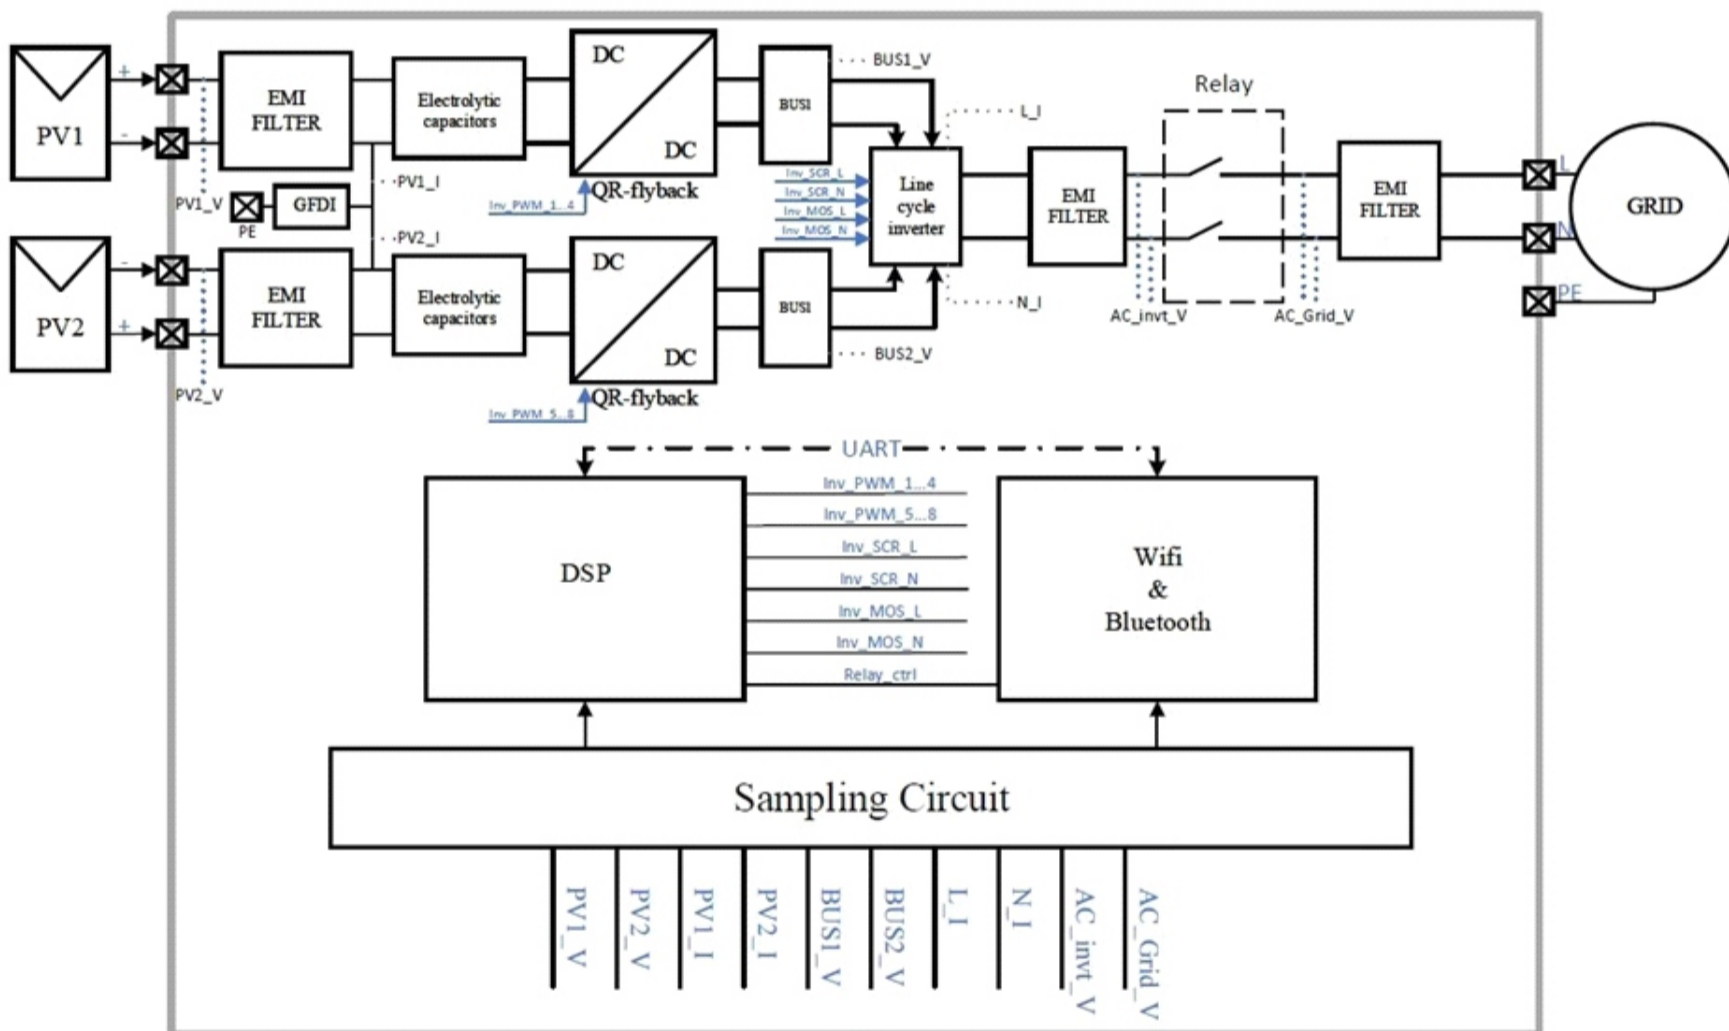 PV1
+
-
EMI
FILTER
Electrolytic
capacitors
DC
DC
QR-flyback
Inv_PWM_1...4
BUS1
BUS1_V
PV1_V
PV1_I
PE
GFDI
PV2_I
Inv_SCR_L
Inv_SCR_N
Inv_MOS_L
Inv_MOS_N
Line
cycle
inverter
L_I
N_I
EMI
FILTER
Relay
AC_invt_V
AC_Grid_V
EMI
FILTER
L
N
PE
GRID
PV2
-
+
PV2_V
EMI
FILTER
Electrolytic
capacitors
DC
DC
QR-flyback
Inv_PWM_5...8
BUS1
BUS2_V
UART
DSP
Inv_PWM_1...4
Inv_PWM_5...8
Inv_SCR_L
Inv_SCR_N
Inv_MOS_L
Inv_MOS_N
Relay_ctrl
Wifi
&
Bluetooth
Sampling Circuit
PV1_V
PV2_V
PV1_I
PV2_I
BUS1_V
BUS2_V
L_I
N_I
AC_invt_V
AC_Grid_V